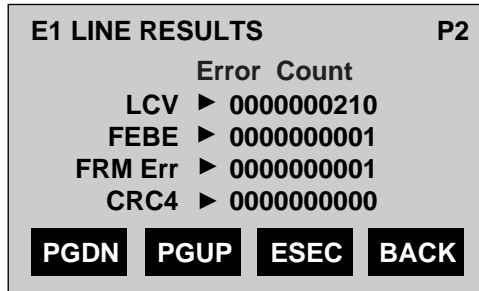 E1 LINE RESULTS P2
Error Count
LCV ► 0000000210
FEBE ► 0000000001
FRM Err ► 0000000001
CRC4 ► 0000000000
PGDN PGUP ESEC BACK